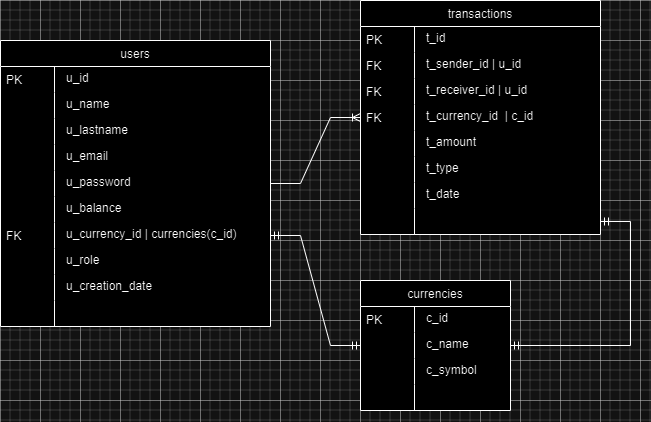 users
PK u_id
u_name
u_lastname
u_email
u_password
u_balance
FK u_currency_id | currencies(c_id)
u_role
u_creation_date
transactions
PK t_id
FK t_sender_id | u_id
FK t_receiver_id | u_id
FK t_currency_id | c_id
t_amount
t_type
t_date
currencies
PK c_id
c_name
c_symbol